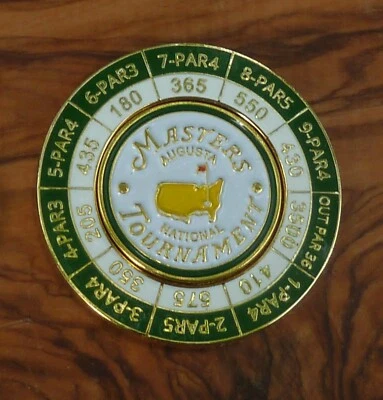 MASTERS
AUGUSTA
NATIONAL
TOURNAMENT
1-PAR4
410
2-PAR5
575
3-PAR4
350
4-PAR3
205
5-PAR4
435
6-PAR3
180
7-PAR4
365
8-PAR5
550
9-PAR4
430
OUT PAR 36
3500